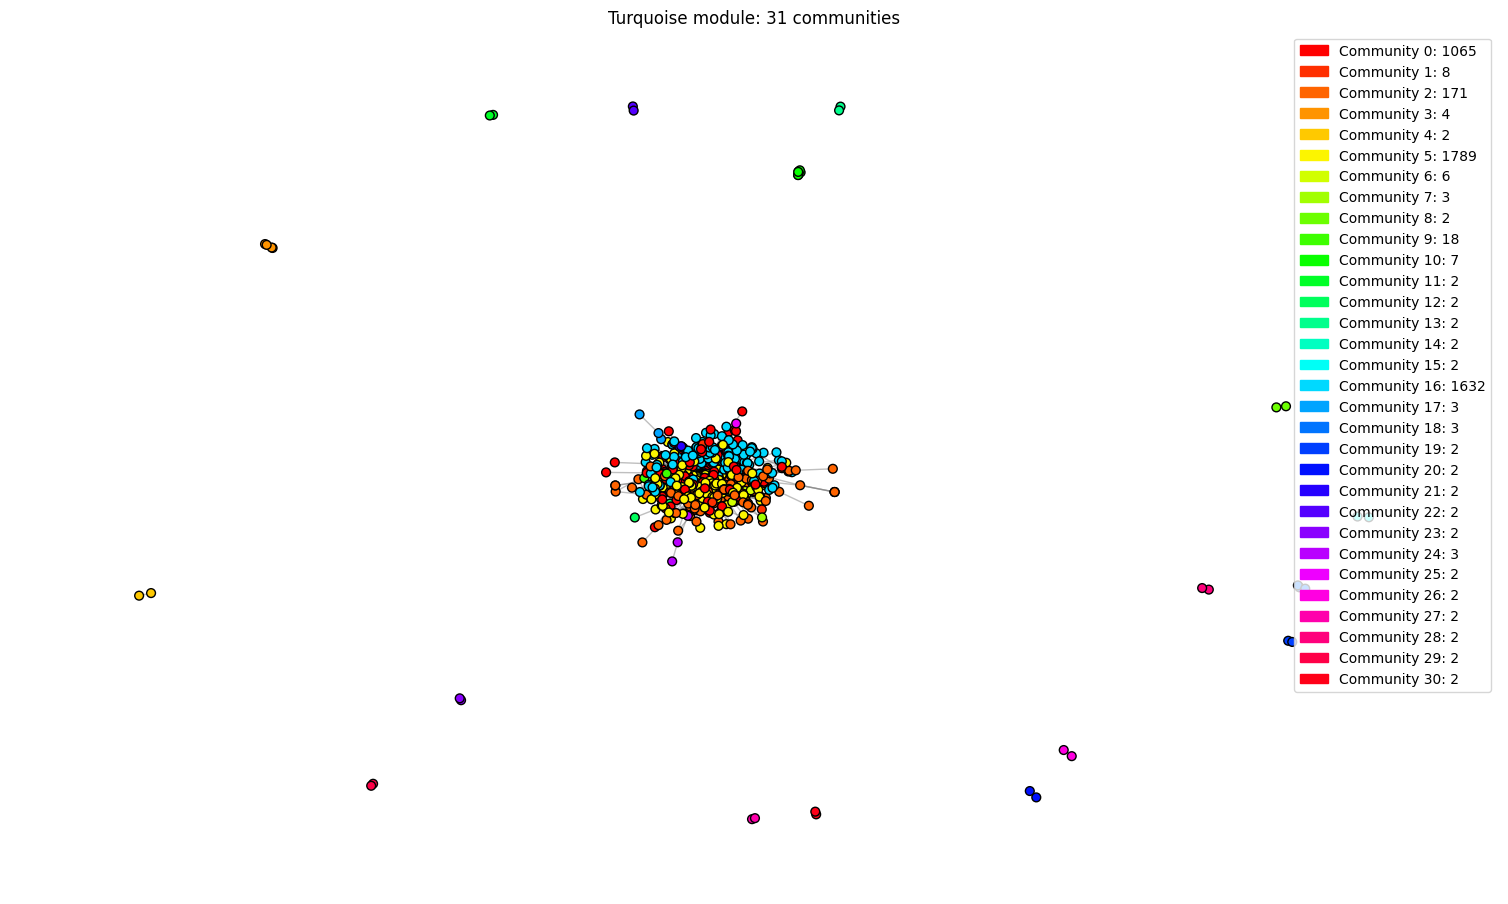 Turquoise module: 31 communities
Community 0: 1065
Community 1: 8
Community 2: 171
Community 3: 4
Community 4: 2
Community 5: 1789
Community 6: 6
Community 7: 3
Community 8: 2
Community 9: 18
Community 10: 7
Community 11: 2
Community 12: 2
Community 13: 2
Community 14: 2
Community 15: 2
Community 16: 1632
Community 17: 3
Community 18: 3
Community 19: 2
Community 20: 2
Community 21: 2
Community 22: 2
Community 23: 2
Community 24: 3
Community 25: 2
Community 26: 2
Community 27: 2
Community 28: 2
Community 29: 2
Community 30: 2